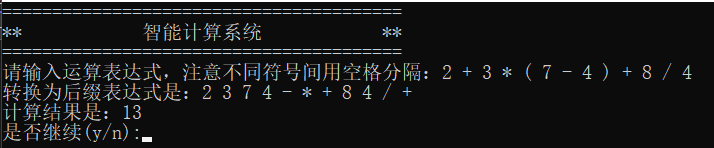 ========================================
**            智能计算系统            **
========================================
请输入运算表达式，注意不同符号间用空格分隔：2 + 3 * ( 7 - 4 ) + 8 / 4
转换为后缀表达式是：2 3 7 4 - * + 8 4 / +
计算结果是：13
是否继续(y/n):